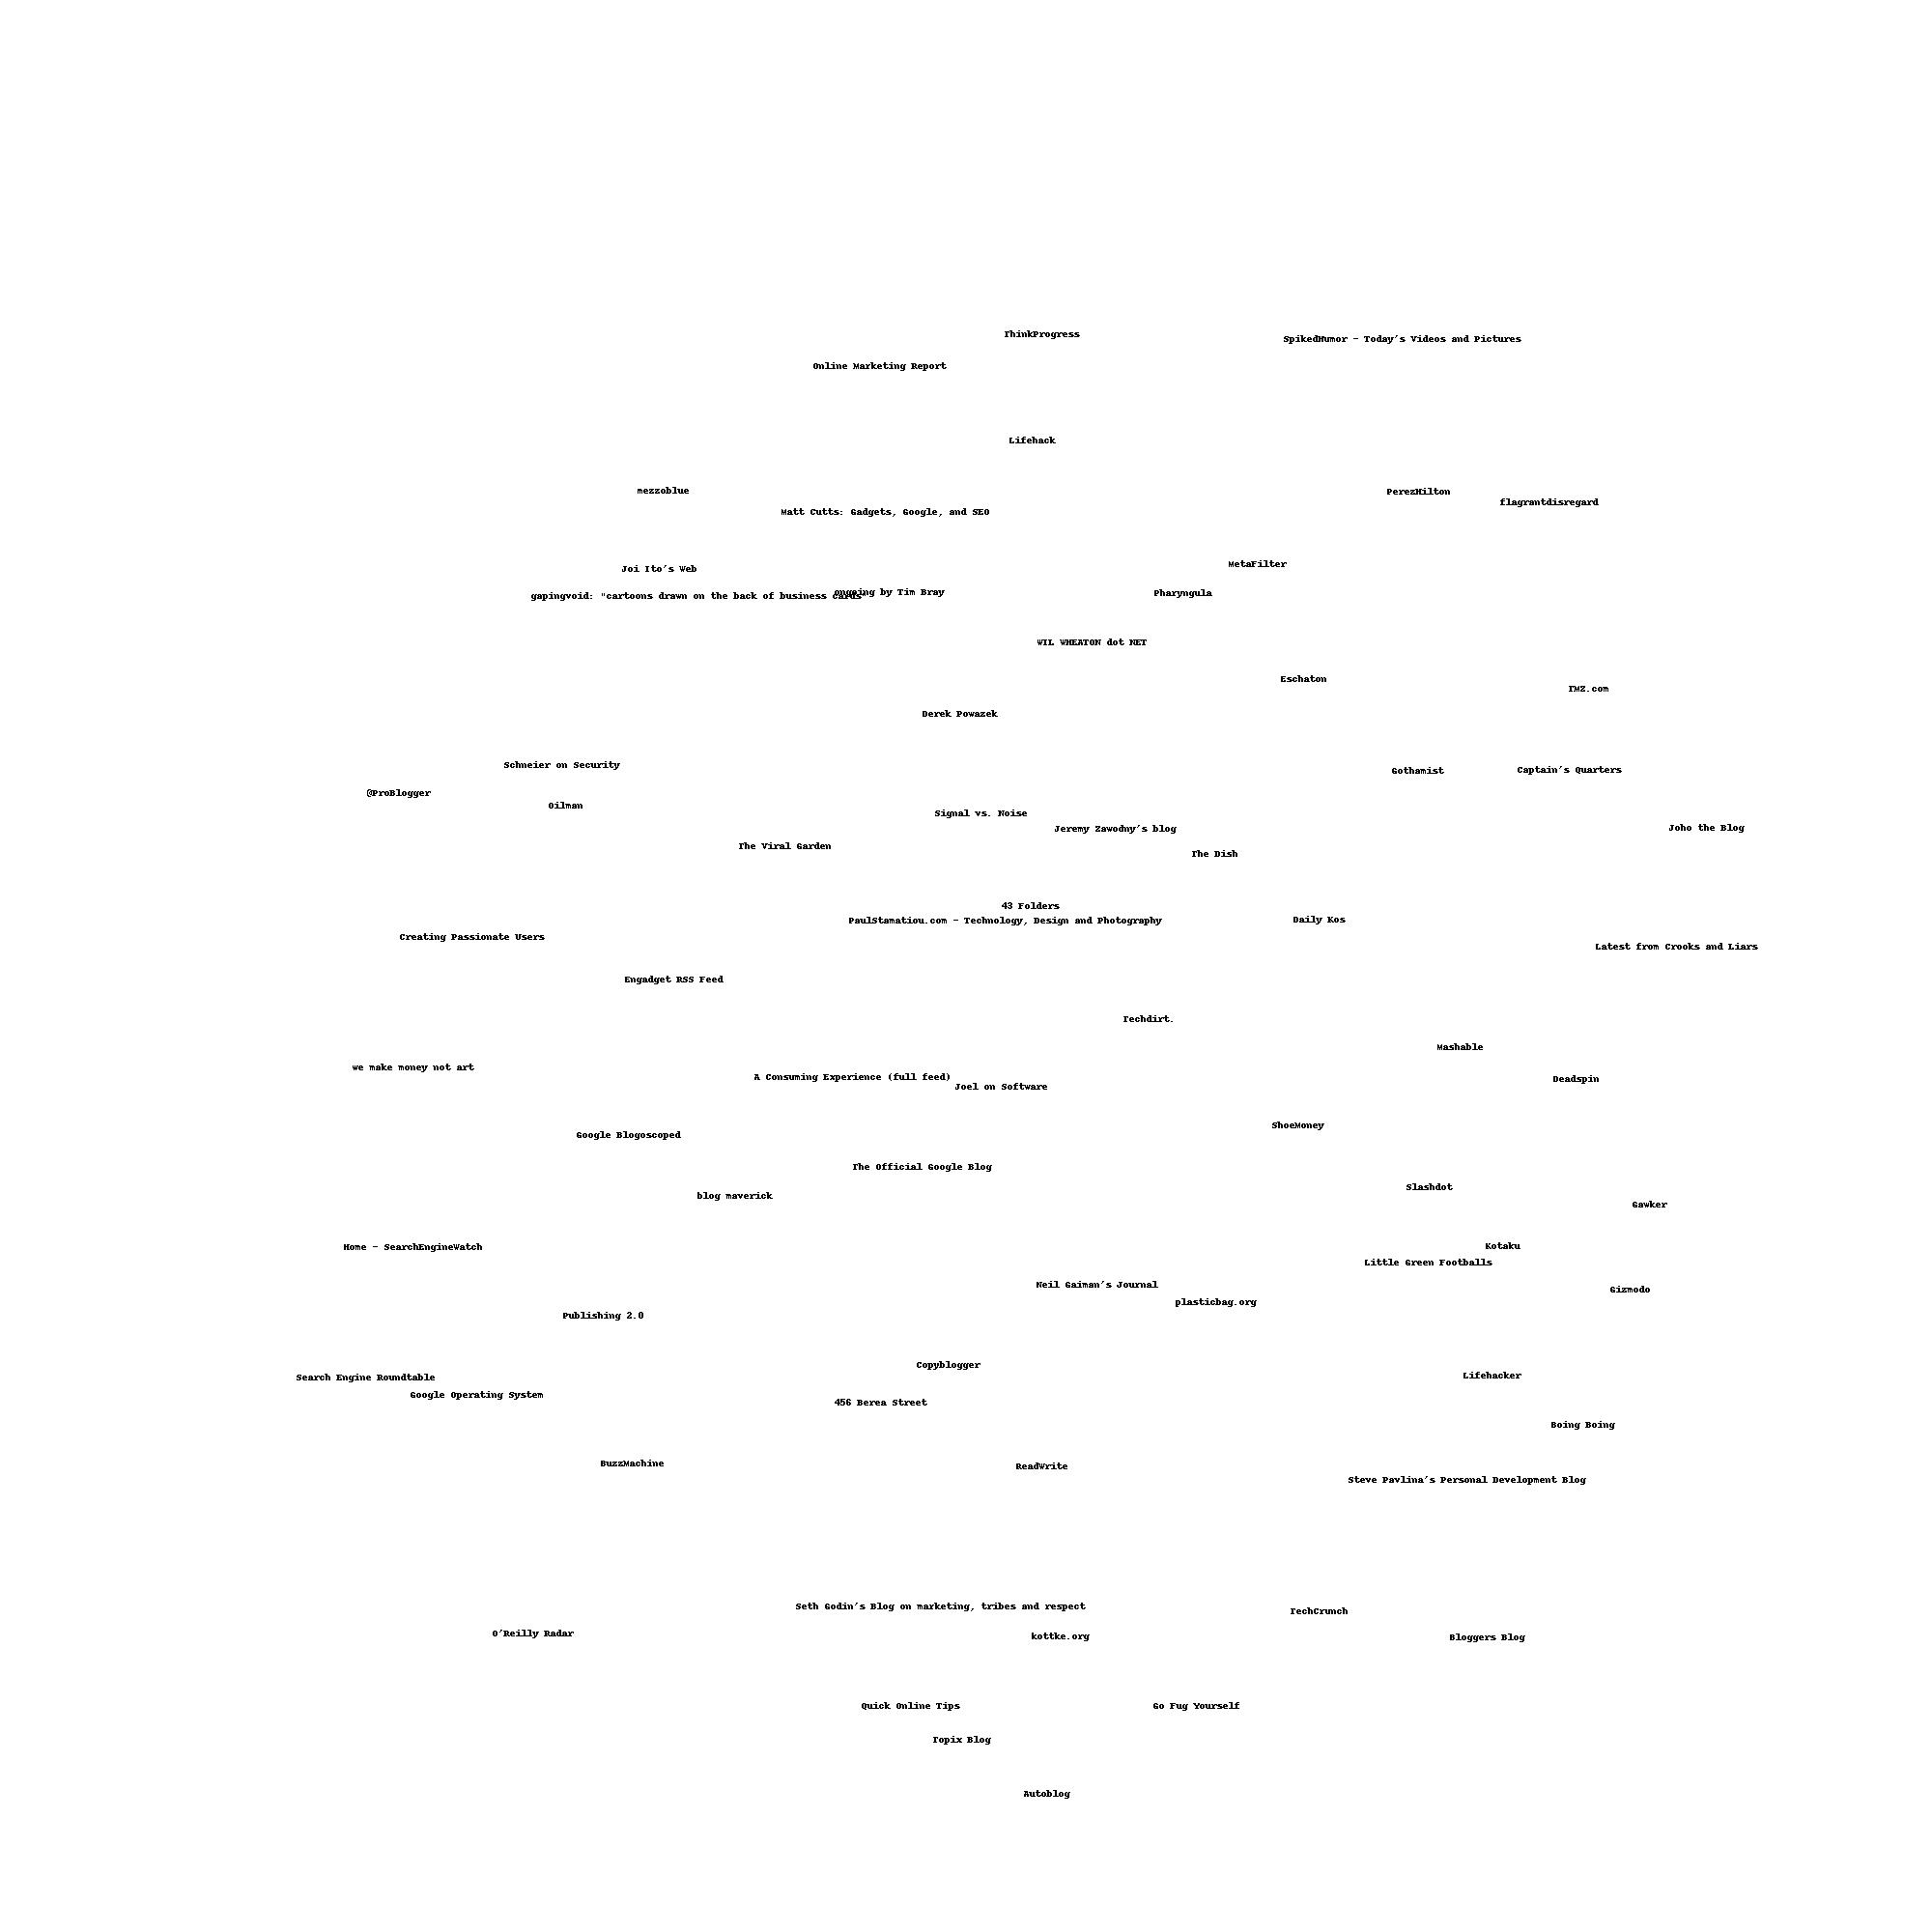 ThinkProgress
SpikedHumor - Today's Videos and Pictures
Online Marketing Report
Lifehack
mezzoblue
PerezHilton
flagrantdisregard
Matt Cutts: Gadgets, Google, and SEO
MetaFilter
Joi Ito's Web
ongoing by Tim Bray
Pharyngula
gapingvoid: "cartoons drawn on the back of business cards"
WIL WHEATON dot NET
Eschaton
TMZ.com
Derek Powazek
Schneier on Security
Gothamist
Captain's Quarters
@ProBlogger
Oilman
Signal vs. Noise
Jeremy Zawodny's blog
Joho the Blog
The Viral Garden
The Dish
43 Folders
PaulStamatiou.com - Technology, Design and Photography
Daily Kos
Creating Passionate Users
Latest from Crooks and Liars
Engadget RSS Feed
Techdirt.
Mashable
we make money not art
A Consuming Experience (full feed)
Deadspin
Joel on Software
ShoeMoney
Google Blogoscoped
The Official Google Blog
Slashdot
blog maverick
Gawker
Home - SearchEngineWatch
Kotaku
Little Green Footballs
Neil Gaiman's Journal
Gizmodo
plasticbag.org
Publishing 2.0
Copyblogger
Search Engine Roundtable
Lifehacker
Google Operating System
456 Berea Street
Boing Boing
BuzzMachine
ReadWrite
Steve Pavlina's Personal Development Blog
Seth Godin's Blog on marketing, tribes and respect
TechCrunch
O'Reilly Radar
kottke.org
Bloggers Blog
Quick Online Tips
Go Fug Yourself
Topix Blog
Autoblog